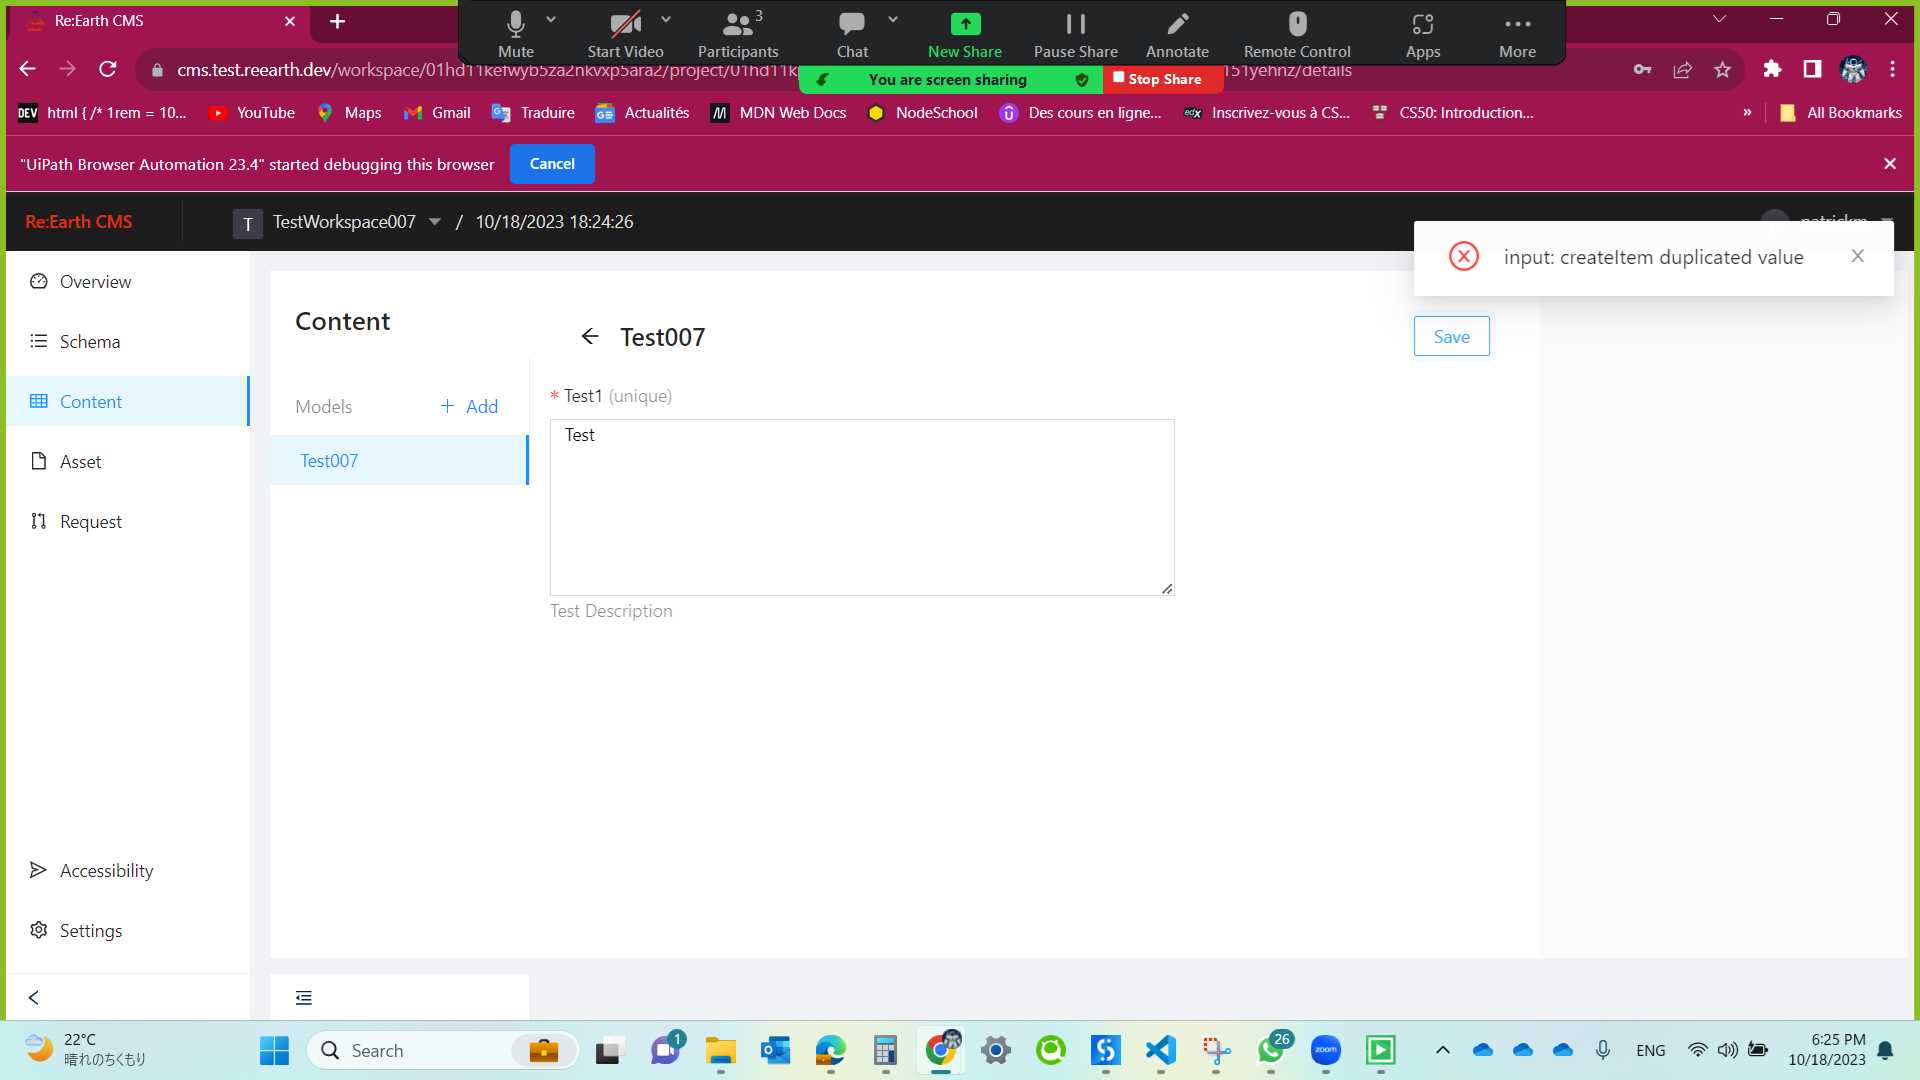 Re:Earth CMS
3
Mute
Start Video
Participants
Chat
New Share
Pause Share
Annotate
Remote Control
Apps
More
cms.test.reearth.dev/workspace/01hd11kefwyb5za2nkvxp5ara2/project/01hd11k
151yehnz/details
You are screen sharing
Stop Share
DEV html { /* 1rem = 10...
YouTube
Maps
Gmail
Traduire
Actualités
MDN Web Docs
NodeSchool
Des cours en ligne...
edX Inscrivez-vous à CS...
CS50: Introduction...
»
All Bookmarks
"UiPath Browser Automation 23.4" started debugging this browser
Cancel
Re:Earth CMS
T TestWorkspace007 / 10/18/2023 18:24:26
input: createItem duplicated value
Overview
Schema
Content
Asset
Request
Accessibility
Settings
Content
Models
+ Add
Test007
Test007
Save
* Test1 (unique)
Test
Test Description
22°C
晴れのちくもり
Search
1
26
zoom
ENG
6:25 PM
10/18/2023